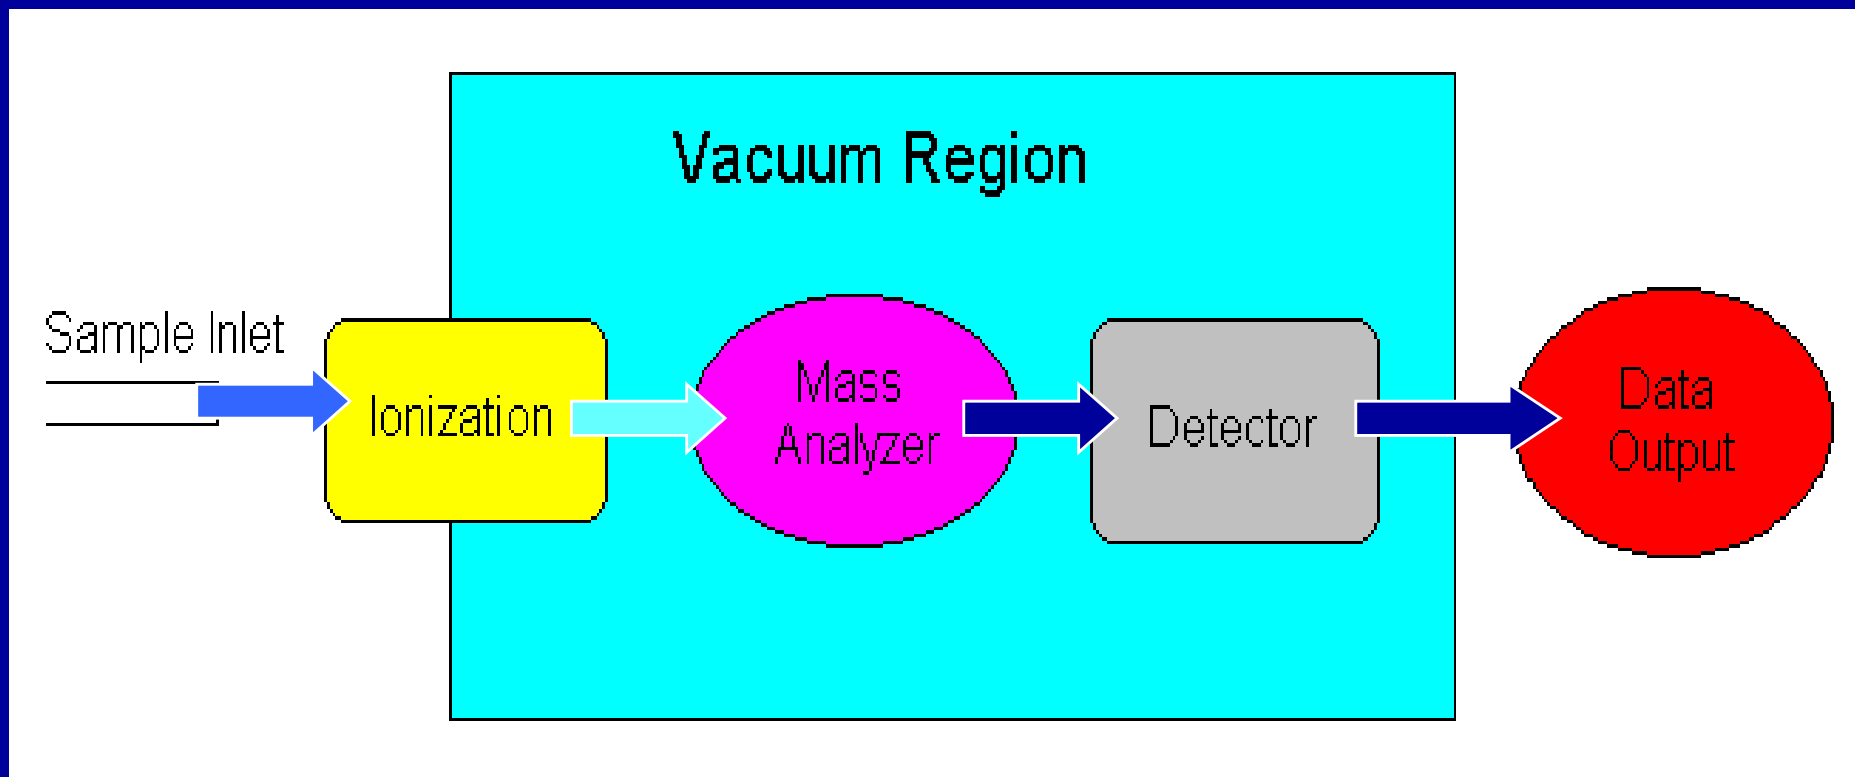 Vacuum Region
Sample Inlet
Ionization
Mass
Analyzer
Detector
Data
Output